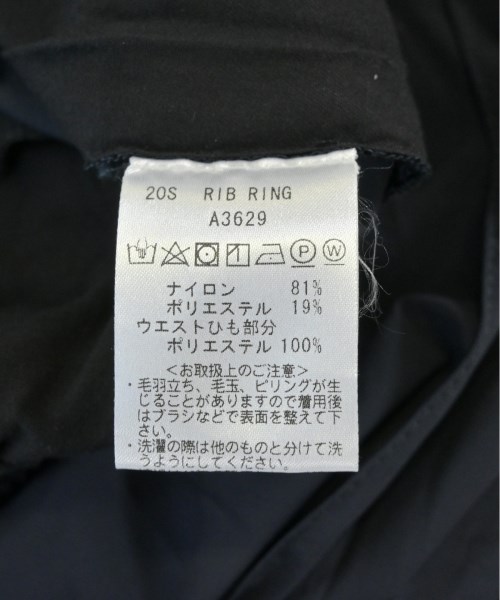 20S RIB RING
A3629
P W
ナイロン 81%
ポリエステル 19%
ウエストひも部分
ポリエステル 100%
<お取扱上のご注意>
・毛羽立ち、毛玉、ピリングが生
じることがありますので着用後
はブラシなどで表面を整えて下
さい。
・洗濯の際は他のものと分けて洗
うようにしてください。